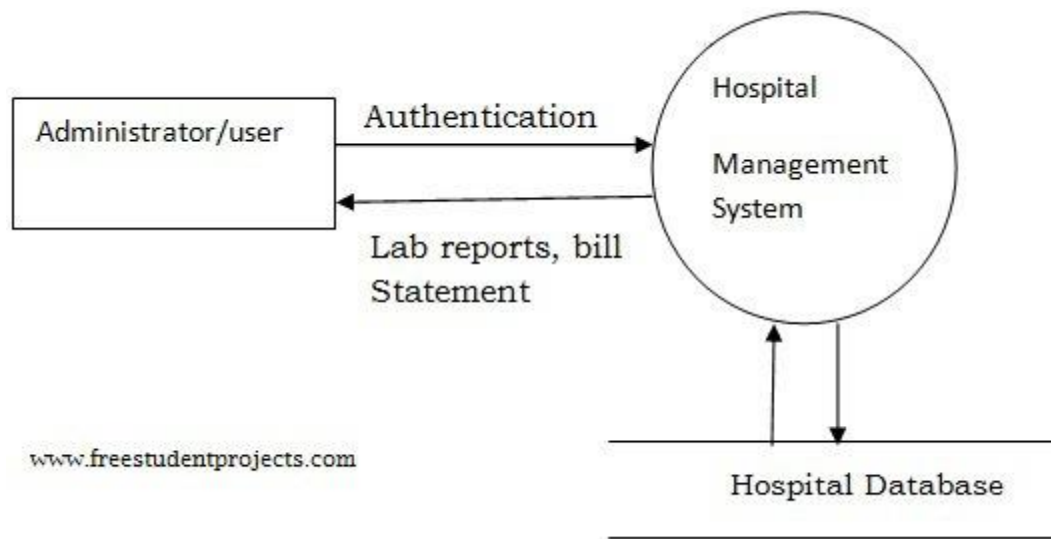 Administrator/user
Authentication
Lab reports, bill
Statement
Hospital
Management
System
www.freestudentprojects.com
Hospital Database